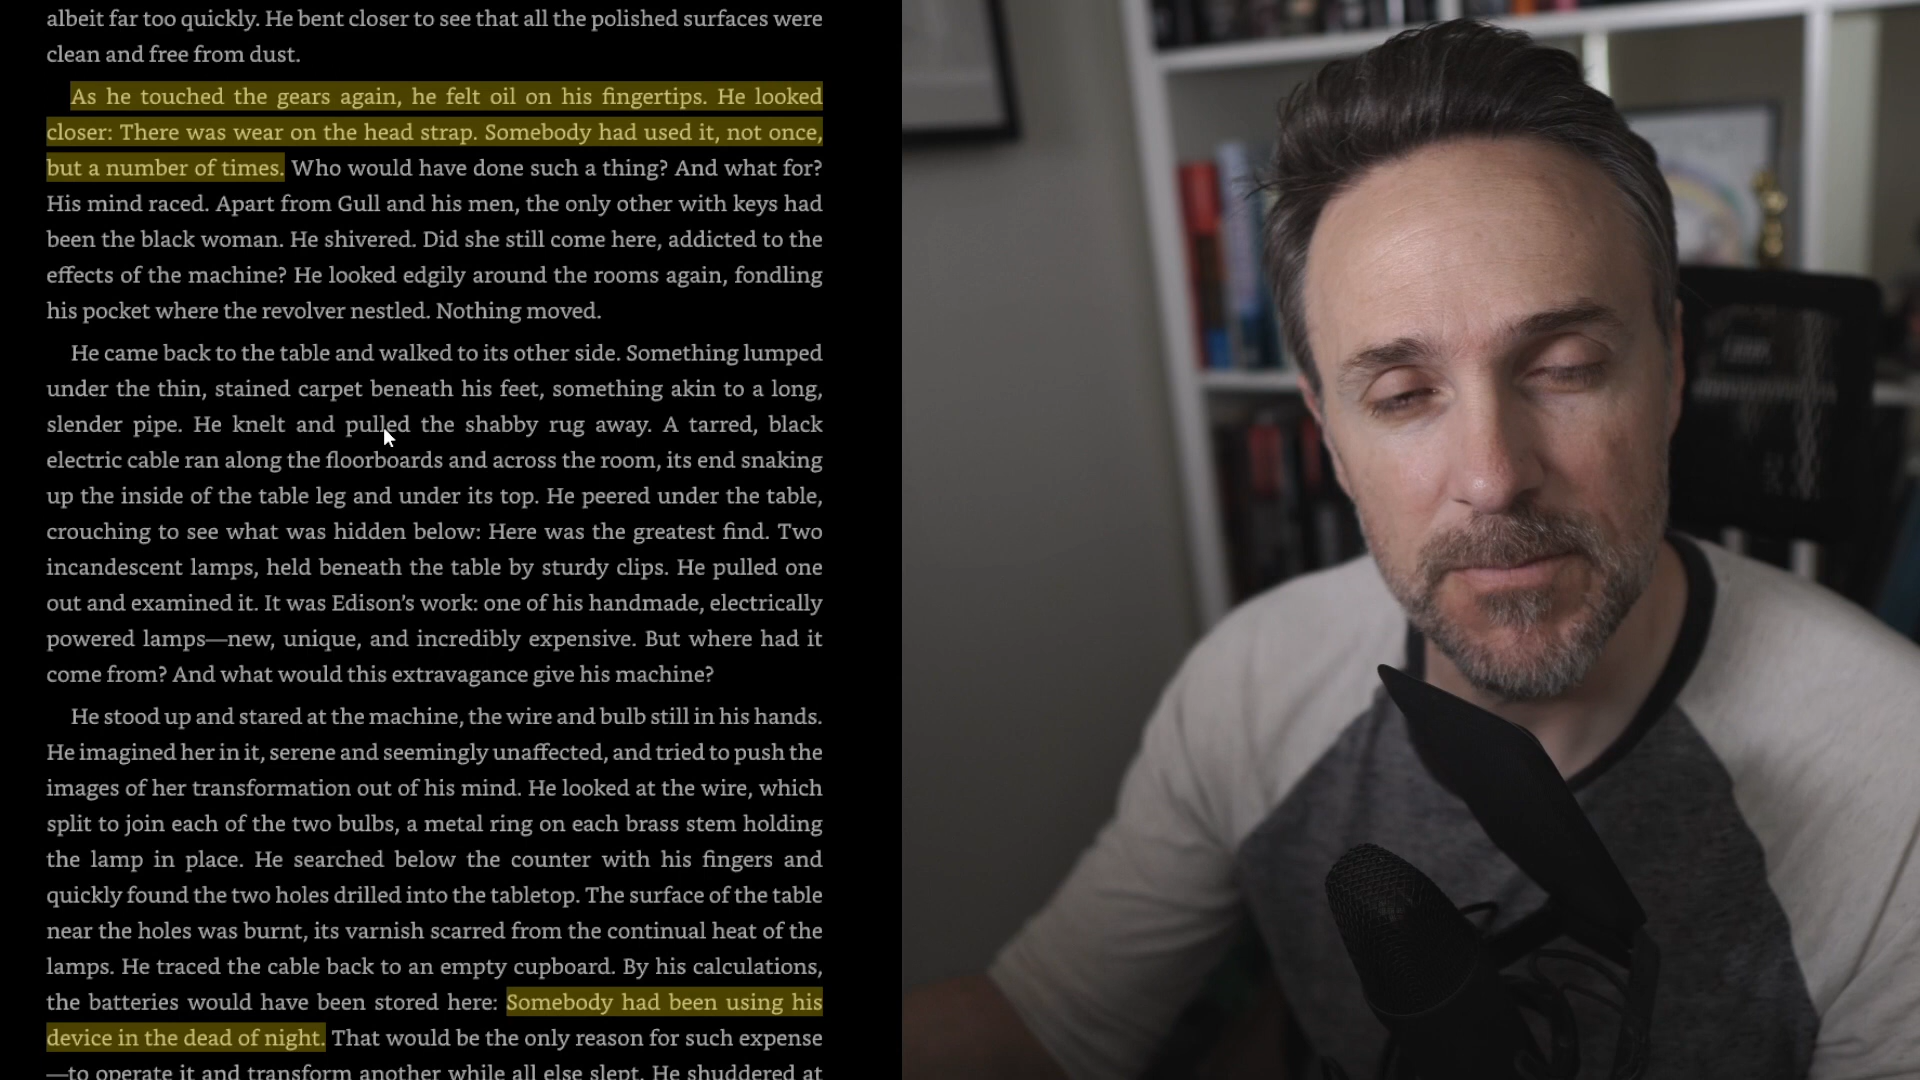 albeit far too quickly. He bent closer to see that all the polished surfaces were
clean and free from dust.
As he touched the gears again, he felt oil on his fingertips. He looked
closer: There was wear on the head strap. Somebody had used it, not once,
but a number of times. Who would have done such a thing? And what for?
His mind raced. Apart from Gull and his men, the only other with keys had
been the black woman. He shivered. Did she still come here, addicted to the
effects of the machine? He looked edgily around the rooms again, fondling
his pocket where the revolver nestled. Nothing moved.
He came back to the table and walked to its other side. Something lumped
under the thin, stained carpet beneath his feet, something akin to a long,
slender pipe. He knelt and pulled the shabby rug away. A tarred, black
electric cable ran along the floorboards and across the room, its end snaking
up the inside of the table leg and under its top. He peered under the table,
crouching to see what was hidden below: Here was the greatest find. Two
incandescent lamps, held beneath the table by sturdy clips. He pulled one
out and examined it. It was Edison’s work: one of his handmade, electrically
powered lamps—new, unique, and incredibly expensive. But where had it
come from? And what would this extravagance give his machine?
He stood up and stared at the machine, the wire and bulb still in his hands.
He imagined her in it, serene and seemingly unaffected, and tried to push the
images of her transformation out of his mind. He looked at the wire, which
split to join each of the two bulbs, a metal ring on each brass stem holding
the lamp in place. He searched below the counter with his fingers and
quickly found the two holes drilled into the tabletop. The surface of the table
near the holes was burnt, its varnish scarred from the continual heat of the
lamps. He traced the cable back to an empty cupboard. By his calculations,
the batteries would have been stored here: Somebody had been using his
device in the dead of night. That would be the only reason for such expense
—to operate it and transform another while all else slept. He shuddered at